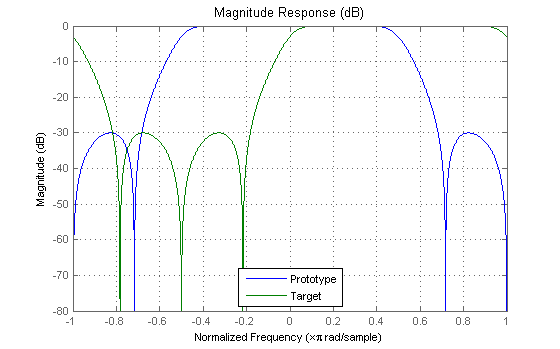 Magnitude Response (dB)
0
-10
-20
-30
-40
-50
-60
-70
-80
Magnitude (dB)
Prototype
Target
-1 -0.8 -0.6 -0.4 -0.2 0 0.2 0.4 0.6 0.8 1
Normalized Frequency (×π rad/sample)